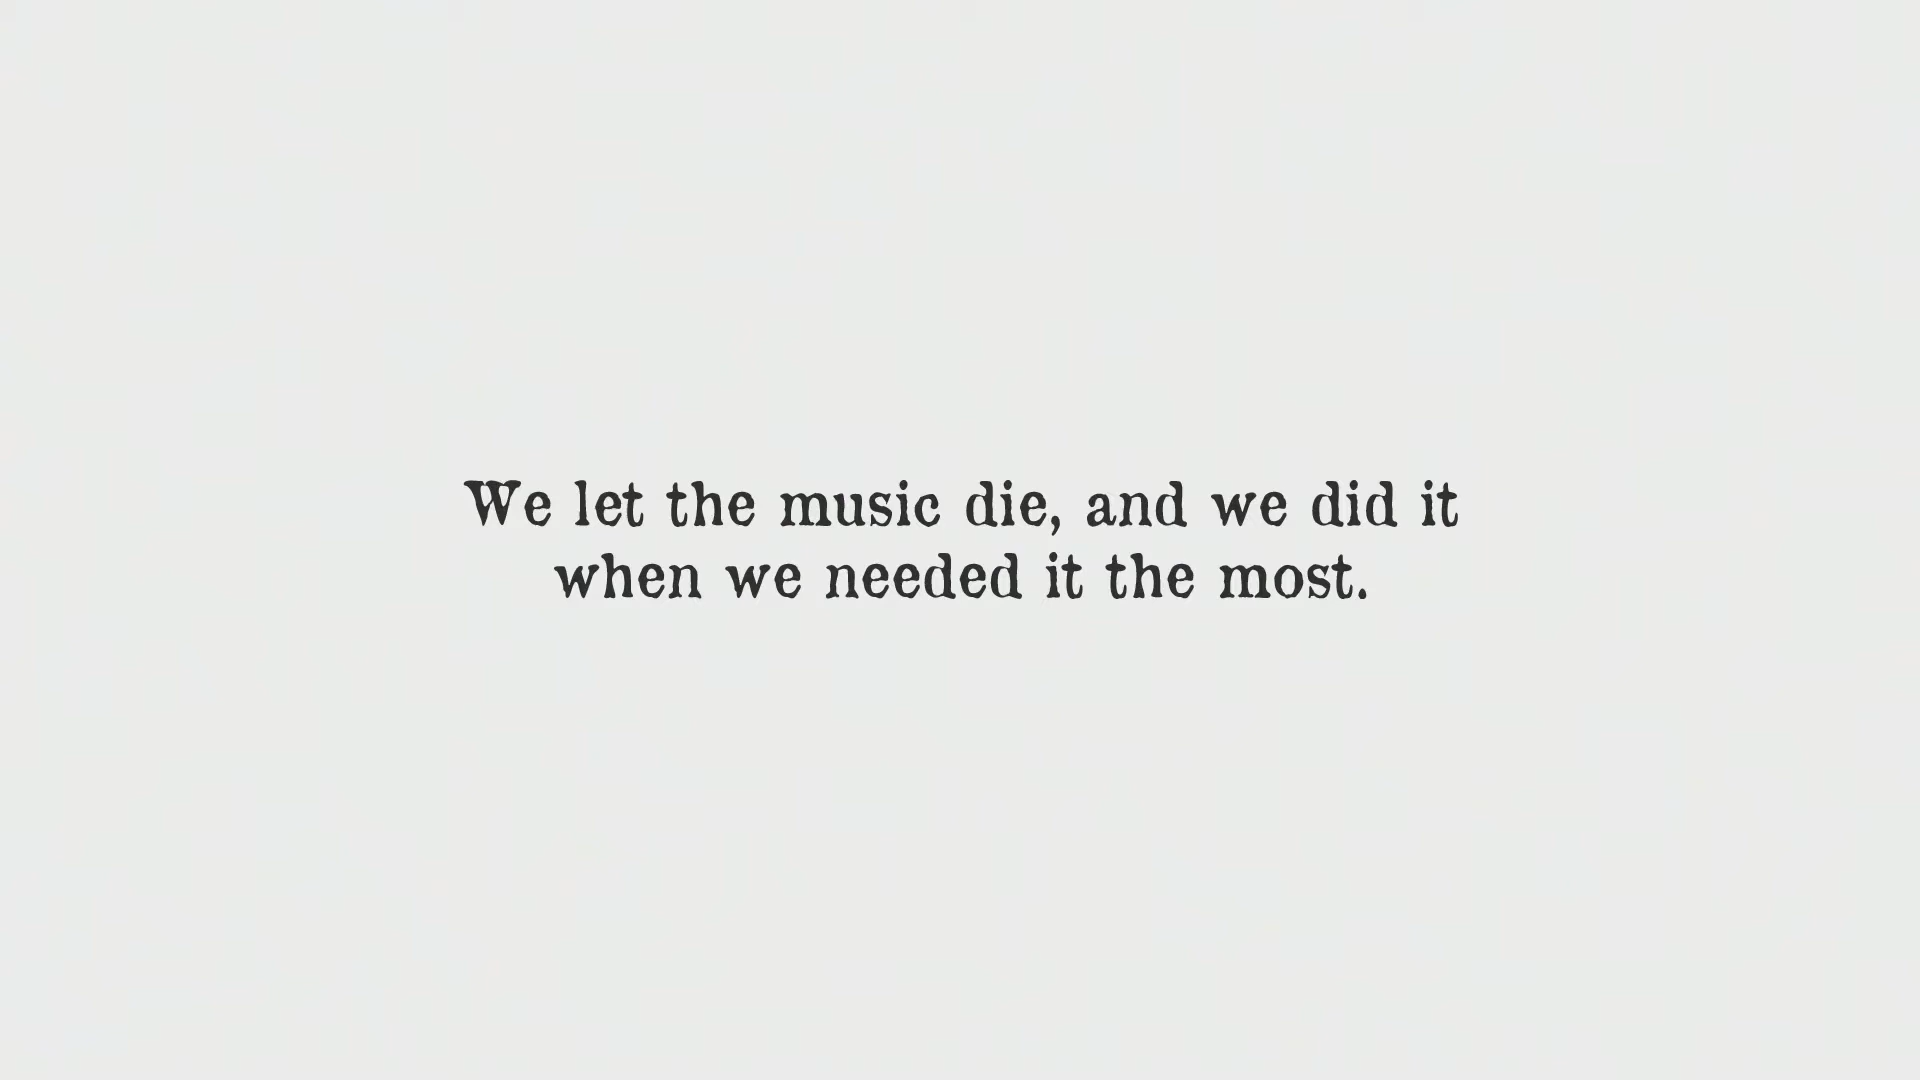 We let the music die, and we did it
when we needed it the most.